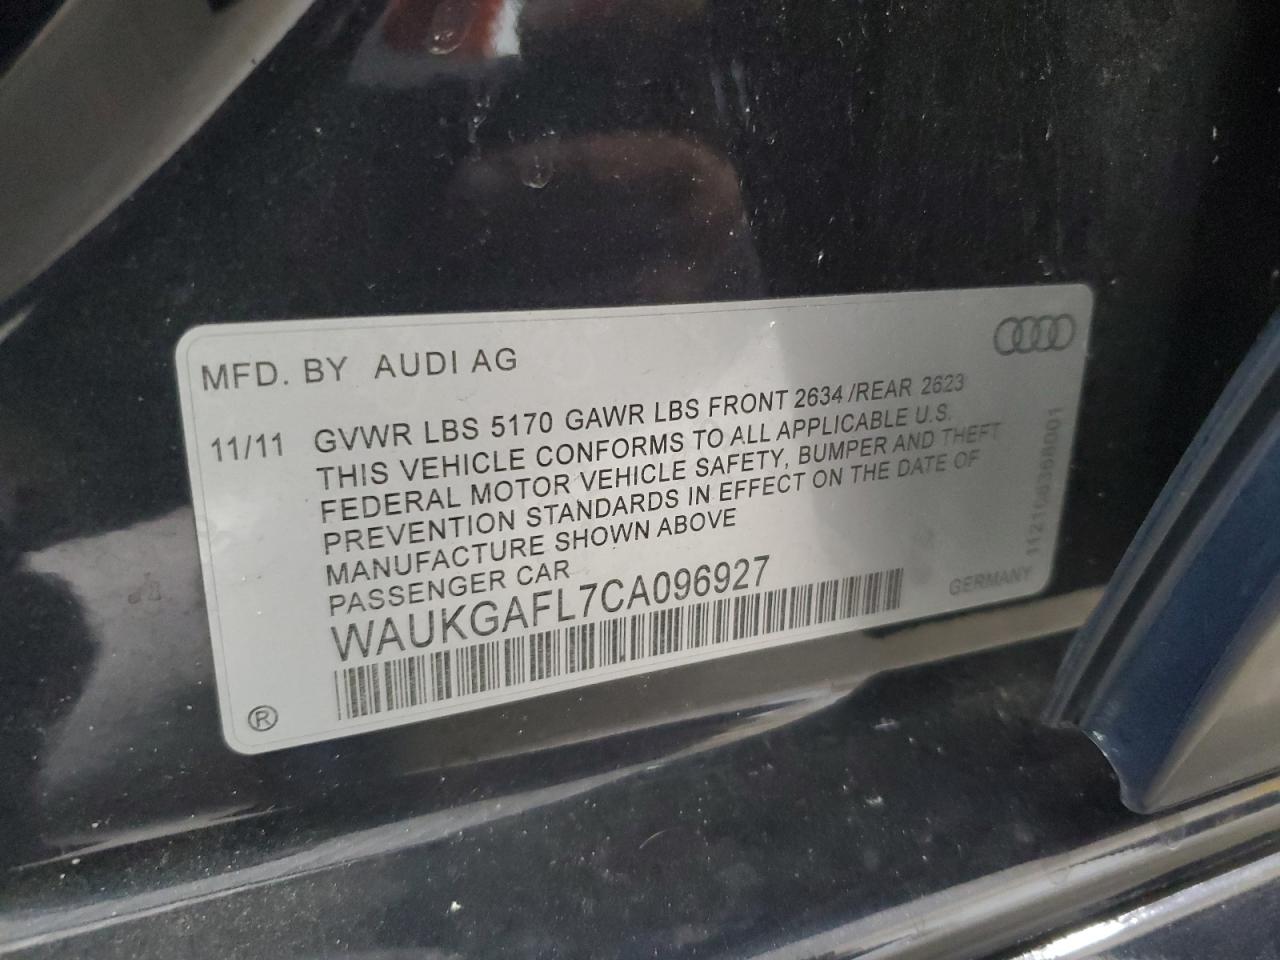 MFD. BY AUDI AG
11/11 GVWR LBS 5170 GAWR LBS FRONT 2634 /REAR 2623
THIS VEHICLE CONFORMS TO ALL APPLICABLE U.S.
FEDERAL MOTOR VEHICLE SAFETY, BUMPER AND THEFT
PREVENTION STANDARDS IN EFFECT ON THE DATE OF
MANUFACTURE SHOWN ABOVE
PASSENGER CAR
WAUKGAFL7CA096927
GERMANY
®